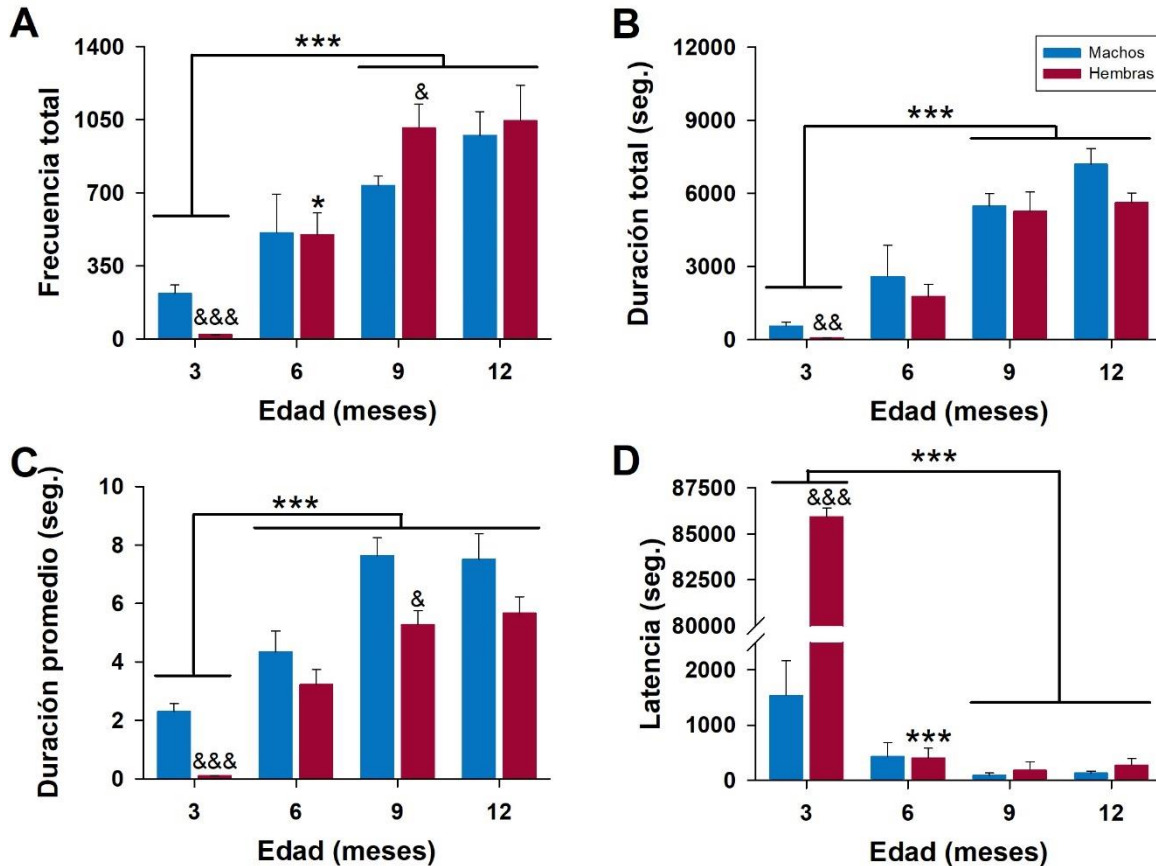 A
Frecuencia total
1400
1050
700
350
0
***
&&&
*
&
3 6 9 12
Edad (meses)
B
Duración total (seg.)
12000
9000
6000
3000
0
Machos
Hembras
***
&&
3 6 9 12
Edad (meses)
C
Duración promedio (seg.)
10
8
6
4
2
0
***
&&&
&
3 6 9 12
Edad (meses)
D
Latencia (seg.)
87500
85000
82500
80000
2000
1000
0
***
&&&
***
3 6 9 12
Edad (meses)